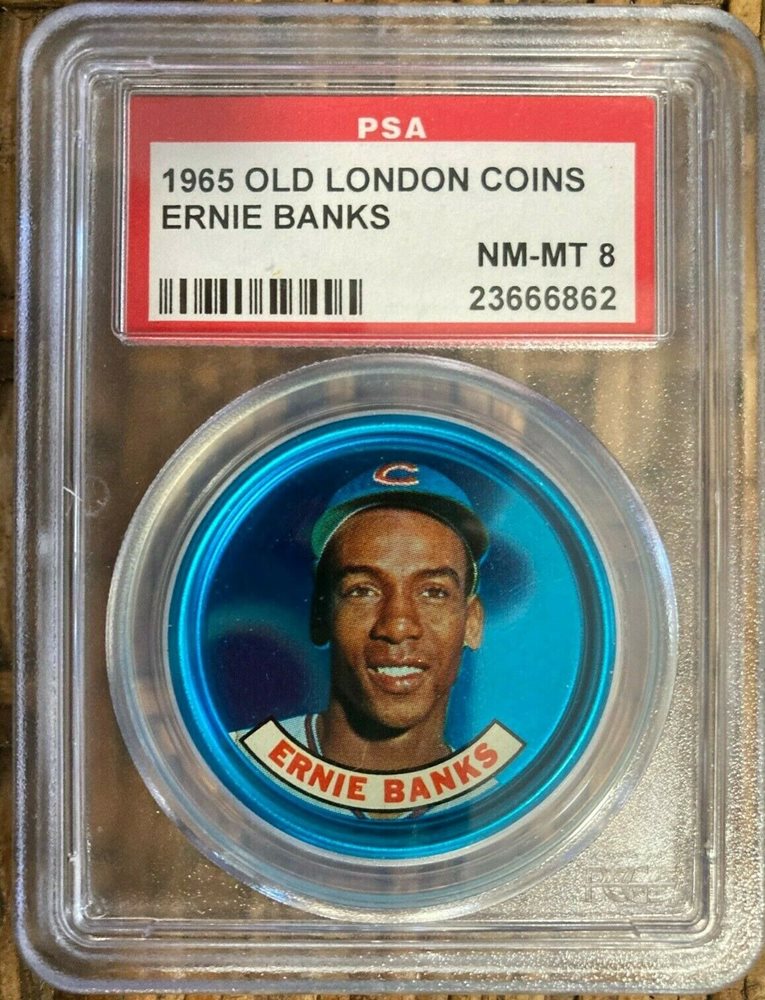 PSA
1965 OLD LONDON COINS
ERNIE BANKS
NM-MT 8
23666862
C
ERNIE BANKS